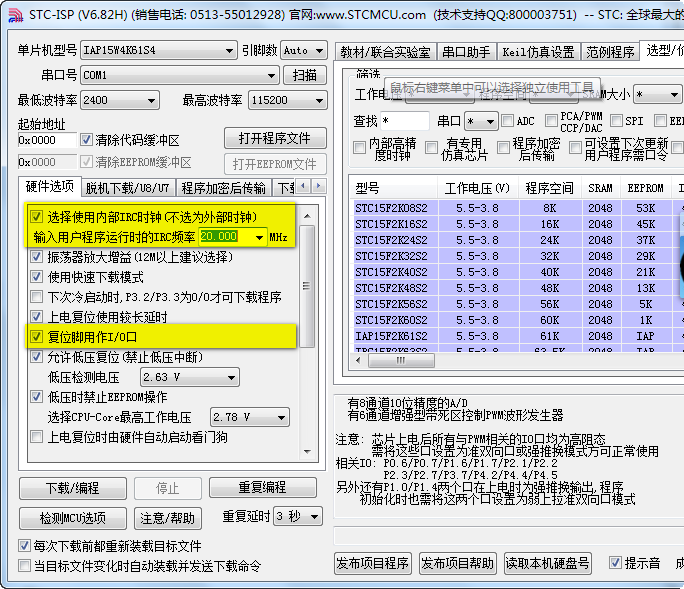 STC-ISP (V6.82H) (销售电话: 0513-55012928) 官网:www.STCMCU.com (技术支持QQ:800003751) -- STC: 全球最大的
单片机型号 IAP15W4K61S4 引脚数 Auto
串口号 COM1 扫描
最低波特率 2400 最高波特率 115200
起始地址
0x0000 清除代码缓冲区 打开程序文件
0x0000 清除EEPROM缓冲区 打开EEPROM文件
硬件选项 脱机下载/U8/U7 程序加密后传输 下
选择使用内部IRC时钟(不选为外部时钟)
输入用户程序运行时的IRC频率 20.000 MHz
振荡器放大增益(12M以上建议选择)
使用快速下载模式
下次冷启动时,P3.2/P3.3为0/0才可下载程序
上电复位使用较长延时
复位脚用作I/O口
允许低压复位(禁止低压中断)
低压检测电压 2.63 V
低压时禁止EEPROM操作
选择CPU-Core最高工作电压 2.78 V
上电复位时由硬件自动启动看门狗
下载/编程 停止 重复编程
检测MCU选项 注意/帮助 重复延时 3 秒
每次下载前都重新装载目标文件
当目标文件变化时自动装载并发送下载命令
教材/联合实验室 串口助手 Keil仿真设置 范例程序 选型/
筛选
鼠标右键菜单中可以选择独立使用工具
工作电压 大小 *
查找 * 串口 * ADC PCA/PWM CCP/DAC SPI
内部高精度时钟 有专用仿真芯片 程序加密后传输 可设置下次更新用户程序需口令
型号 工作电压(V) 程序空间 SRAM EEPROM
STC15F2K08S2 5.5-3.8 8K 2048 53K
STC15F2K16S2 5.5-3.8 16K 2048 45K
STC15F2K24S2 5.5-3.8 24K 2048 37K
STC15F2K32S2 5.5-3.8 32K 2048 29K
STC15F2K40S2 5.5-3.8 40K 2048 21K
STC15F2K48S2 5.5-3.8 48K 2048 13K
STC15F2K56S2 5.5-3.8 56K 2048 5K
STC15F2K60S2 5.5-3.8 60K 2048 1K
IAP15F2K61S2 5.5-3.8 61K 2048 IAP
有8通道10位精度的A/D
有8通道增强型带死区控制PWM波形发生器
注意: 芯片上电后所有与PWM相关的IO口均为高阻态
需将这些口设置为准双向口或强推换模式方可正常使用
相关IO: P0.6/P0.7/P1.6/P1.7/P2.1/P2.2
P2.3/P2.7/P3.7/P4.2/P4.4/P4.5
另外还有P1.0/P1.4两个口在上电时为强推换输出,程序
初始化时也需将这两个口设置为弱上拉准双向口模式
发布项目程序 发布项目帮助 读取本机硬盘号 提示音